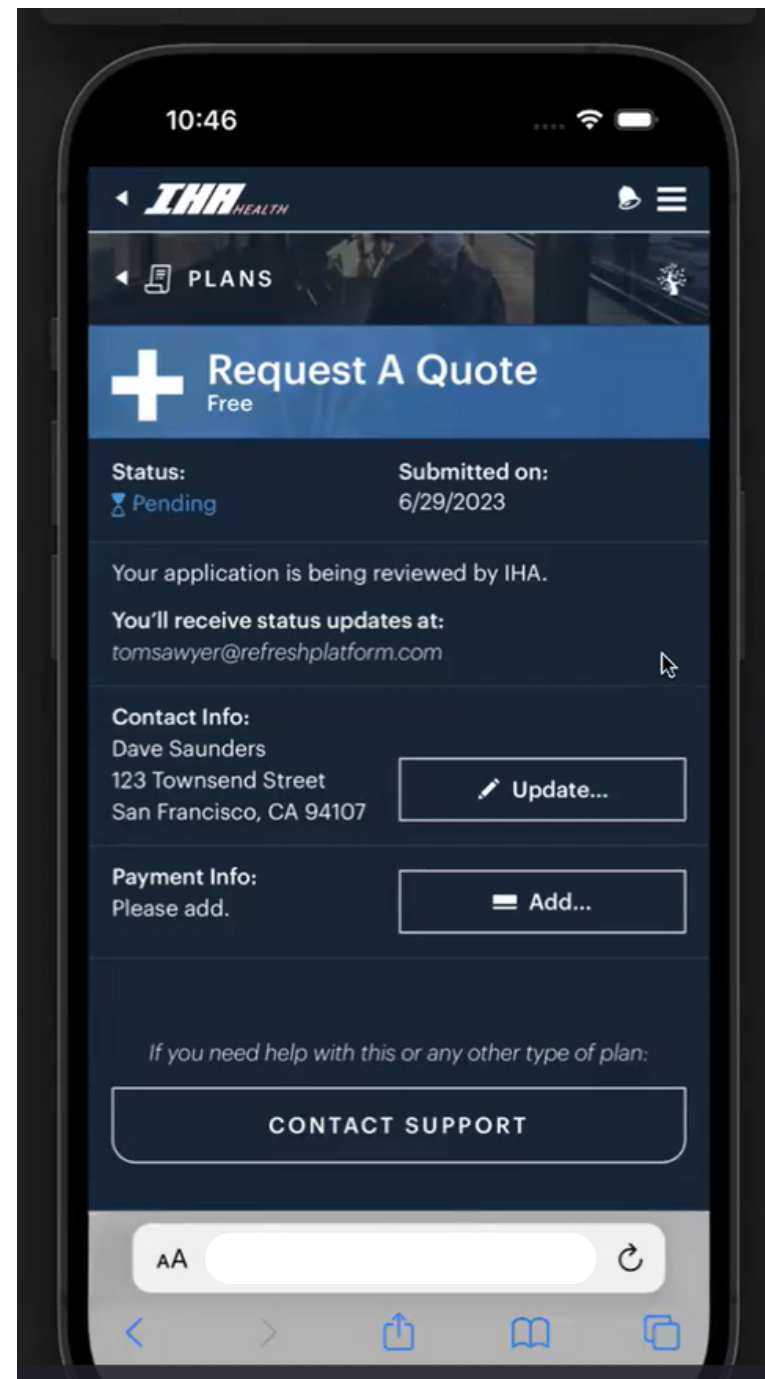 10:46
IHA HEALTH
PLANS
Request A Quote
Free
Status:
Pending
Submitted on:
6/29/2023
Your application is being reviewed by IHA.
You'll receive status updates at:
tomsawyer@refreshplatform.com
Contact Info:
Dave Saunders
123 Townsend Street
San Francisco, CA 94107
Update...
Payment Info:
Please add.
Add...
If you need help with this or any other type of plan:
CONTACT SUPPORT
AA